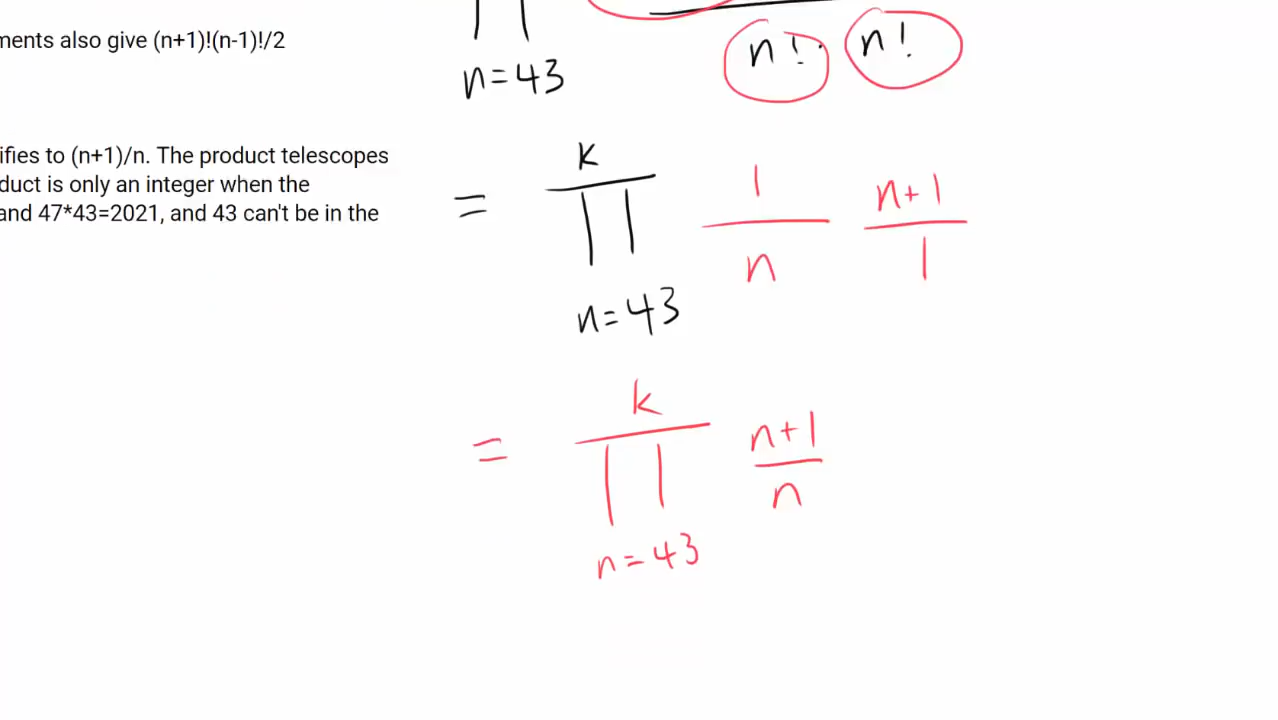 ments also give (n+1)!(n-1)!/2
n! n!
n=43
ifies to (n+1)/n. The product telescopes
duct is only an integer when the
and 47*43=2021, and 43 can't be in the
k
= ∏ 1/n n+1/1
n=43
k
= ∏ n+1/n
n=43